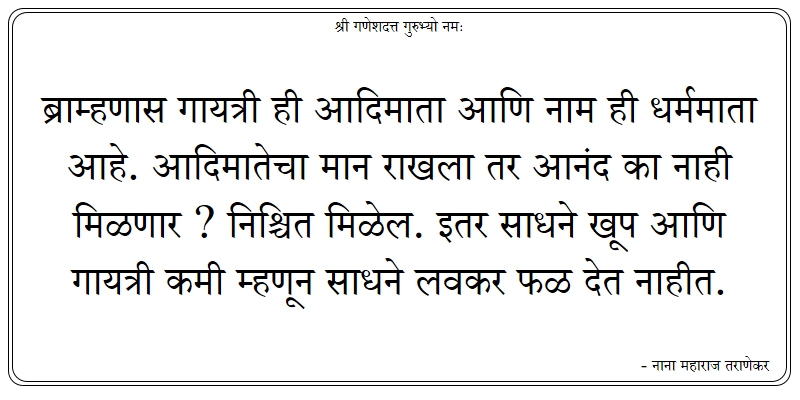 श्री गणेशदत्त गुरुभ्यो नमः
ब्राम्हणास गायत्री ही आदिमाता आणि नाम ही धर्ममाता
आहे. आदिमातेचा मान राखला तर आनंद का नाही
मिळणार ? निश्चित मिळेल. इतर साधने खूप आणि
गायत्री कमी म्हणून साधने लवकर फळ देत नाहीत.
- नाना महाराज तराणेकर